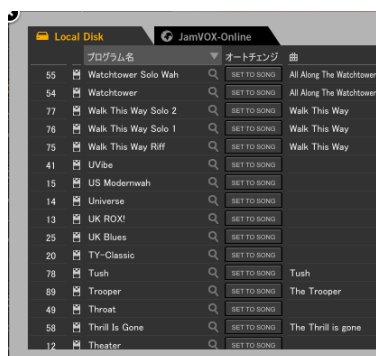 Local Disk JamVOX-Online
プログラム名 オートチェンジ 曲
55 Watchtower Solo Wah SET TO SONG All Along The Watchtower
54 Watchtower SET TO SONG All Along The Watchtower
77 Walk This Way Solo 2 SET TO SONG Walk This Way
76 Walk This Way Solo 1 SET TO SONG Walk This Way
75 Walk This Way Riff SET TO SONG Walk This Way
41 UVibe SET TO SONG
15 US Modernwah SET TO SONG
14 Universe SET TO SONG
13 UK ROX! SET TO SONG
25 UK Blues SET TO SONG
20 TY-Classic SET TO SONG
78 Tush SET TO SONG Tush
89 Trooper SET TO SONG The Trooper
49 Throat SET TO SONG
58 Thrill Is Gone SET TO SONG The Thrill is gone
12 Theater SET TO SONG